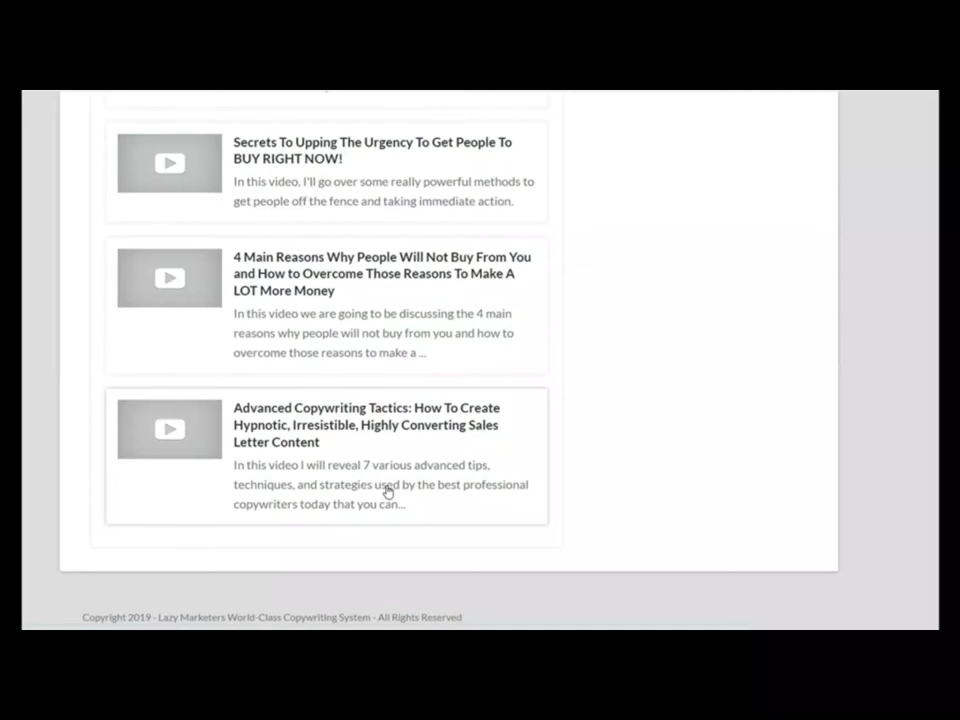 Secrets To Upping The Urgency To Get People To
BUY RIGHT NOW!
In this video, I'll go over some really powerful methods to
get people off the fence and taking immediate action.
4 Main Reasons Why People Will Not Buy From You
and How to Overcome Those Reasons To Make A
LOT More Money
In this video we are going to be discussing the 4 main
reasons why people will not buy from you and how to
overcome those reasons to make a ...
Advanced Copywriting Tactics: How To Create
Hypnotic, Irresistible, Highly Converting Sales
Letter Content
In this video I will reveal 7 various advanced tips,
techniques, and strategies used by the best professional
copywriters today that you can...
Copyright 2019 - Lazy Marketers World-Class Copywriting System - All Rights Reserved